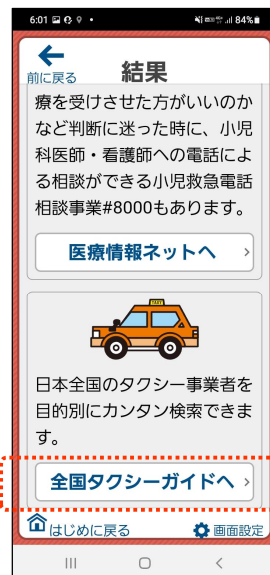 6:01 84%
前に戻る
結果
療を受けさせた方がいいのか
など判断に迷った時に、小児
科医師・看護師への電話によ
る相談ができる小児救急電話
相談事業#8000もあります。
医療情報ネットへ
TAXI
日本全国のタクシー事業者を
目的別にカンタン検索できま
す。
全国タクシーガイドへ
はじめに戻る 画面設定